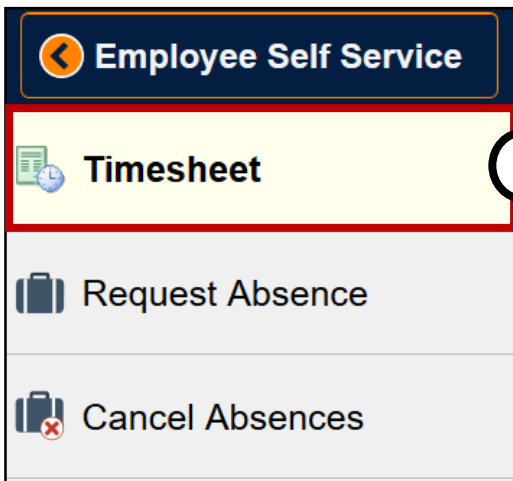 Employee Self Service
Timesheet
Request Absence
Cancel Absences